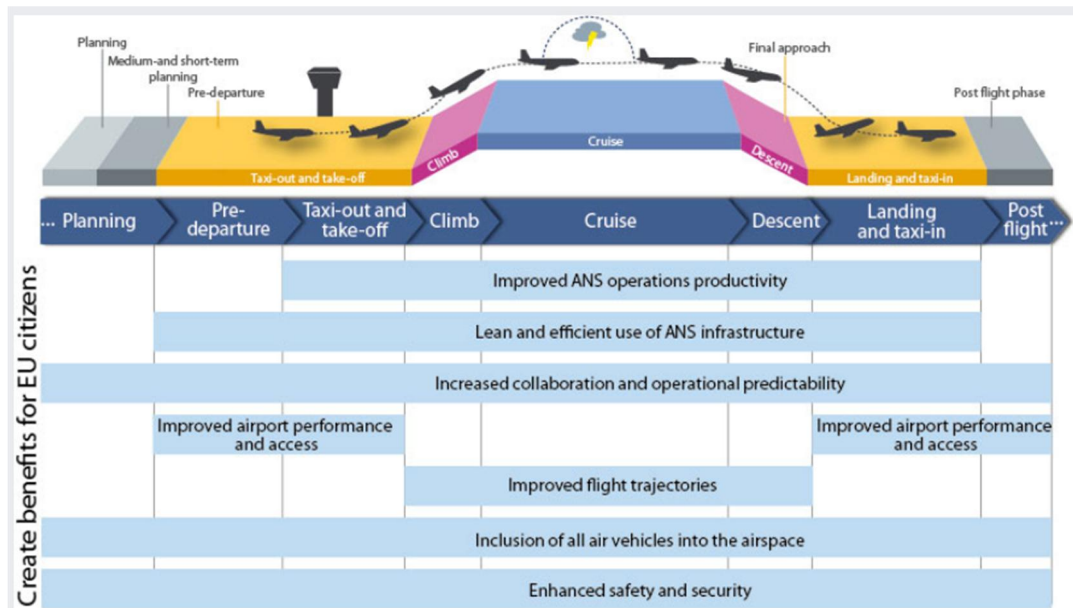 Planning
Medium-and short-term
planning
Pre-departure
Final approach
Post flight phase
Climb
Cruise
Descent
Taxi-out and take-off
Landing and taxi-in
... Planning
Pre-
departure
Taxi-out and
take-off
Climb
Cruise
Descent
Landing
and taxi-in
Post
flight ...
Create benefits for EU citizens
Improved ANS operations productivity
Lean and efficient use of ANS infrastructure
Increased collaboration and operational predictability
Improved airport performance
and access
Improved airport performance
and access
Improved flight trajectories
Inclusion of all air vehicles into the airspace
Enhanced safety and security